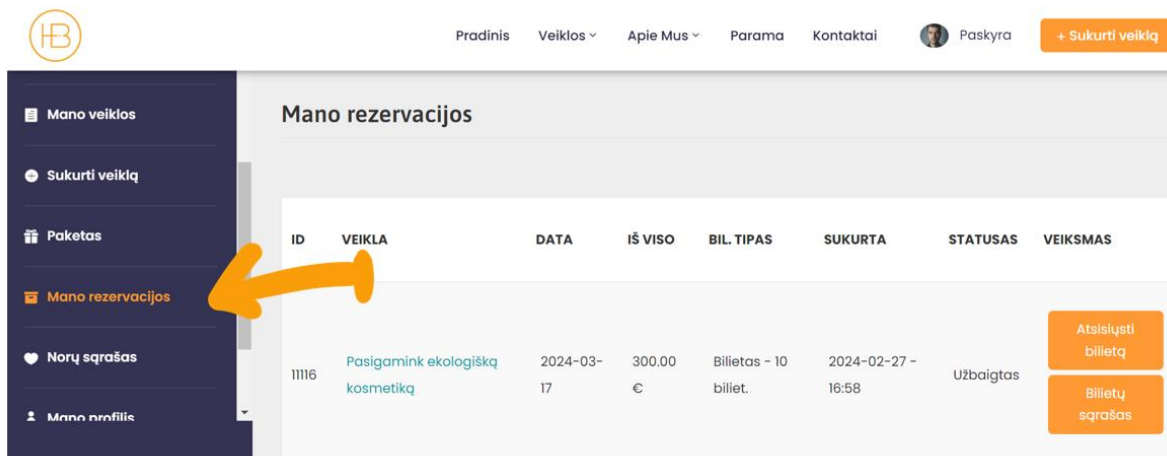 HB
Pradinis Veiklos Apie Mus Parama Kontaktai Paskyra + Sukurti veiklą
Mano veiklos
Sukurti veiklą
Paketas
Mano rezervacijos
Norų sąrašas
Mano profilis
Mano rezervacijos
ID VEIKLA DATA IŠ VISO BIL. TIPAS SUKURTA STATUSAS VEIKSMAS
11116
Pasigamink ekologišką
kosmetiką
2024-03-
17
300.00
€
Bilietas - 10
biliet.
2024-02-27 -
16:58
Užbaigtas
Atsisiųsti
bilietą
Bilietų
sąrašas